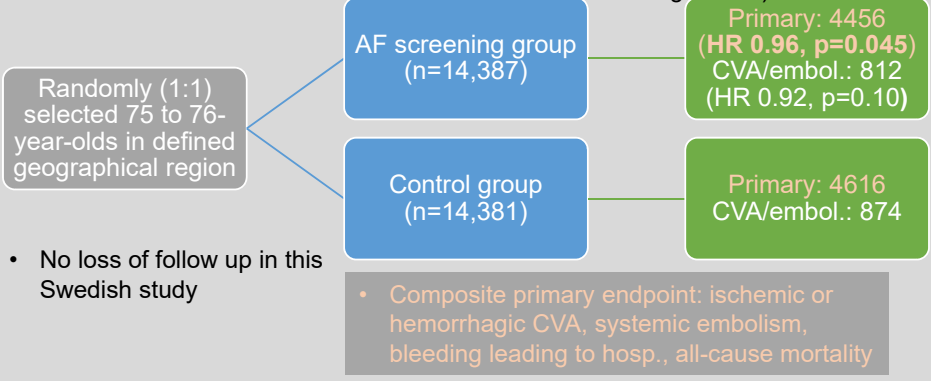 Primary: 4456
(HR 0.96, p=0.045)
CVA/embol.: 812
(HR 0.92, p=0.10)
AF screening group
(n=14,387)
Randomly (1:1)
selected 75 to 76-
year-olds in defined
geographical region
Control group
(n=14,381)
Primary: 4616
CVA/embol.: 874
• No loss of follow up in this
Swedish study
• Composite primary endpoint: ischemic or
hemorrhagic CVA, systemic embolism,
bleeding leading to hosp., all-cause mortality